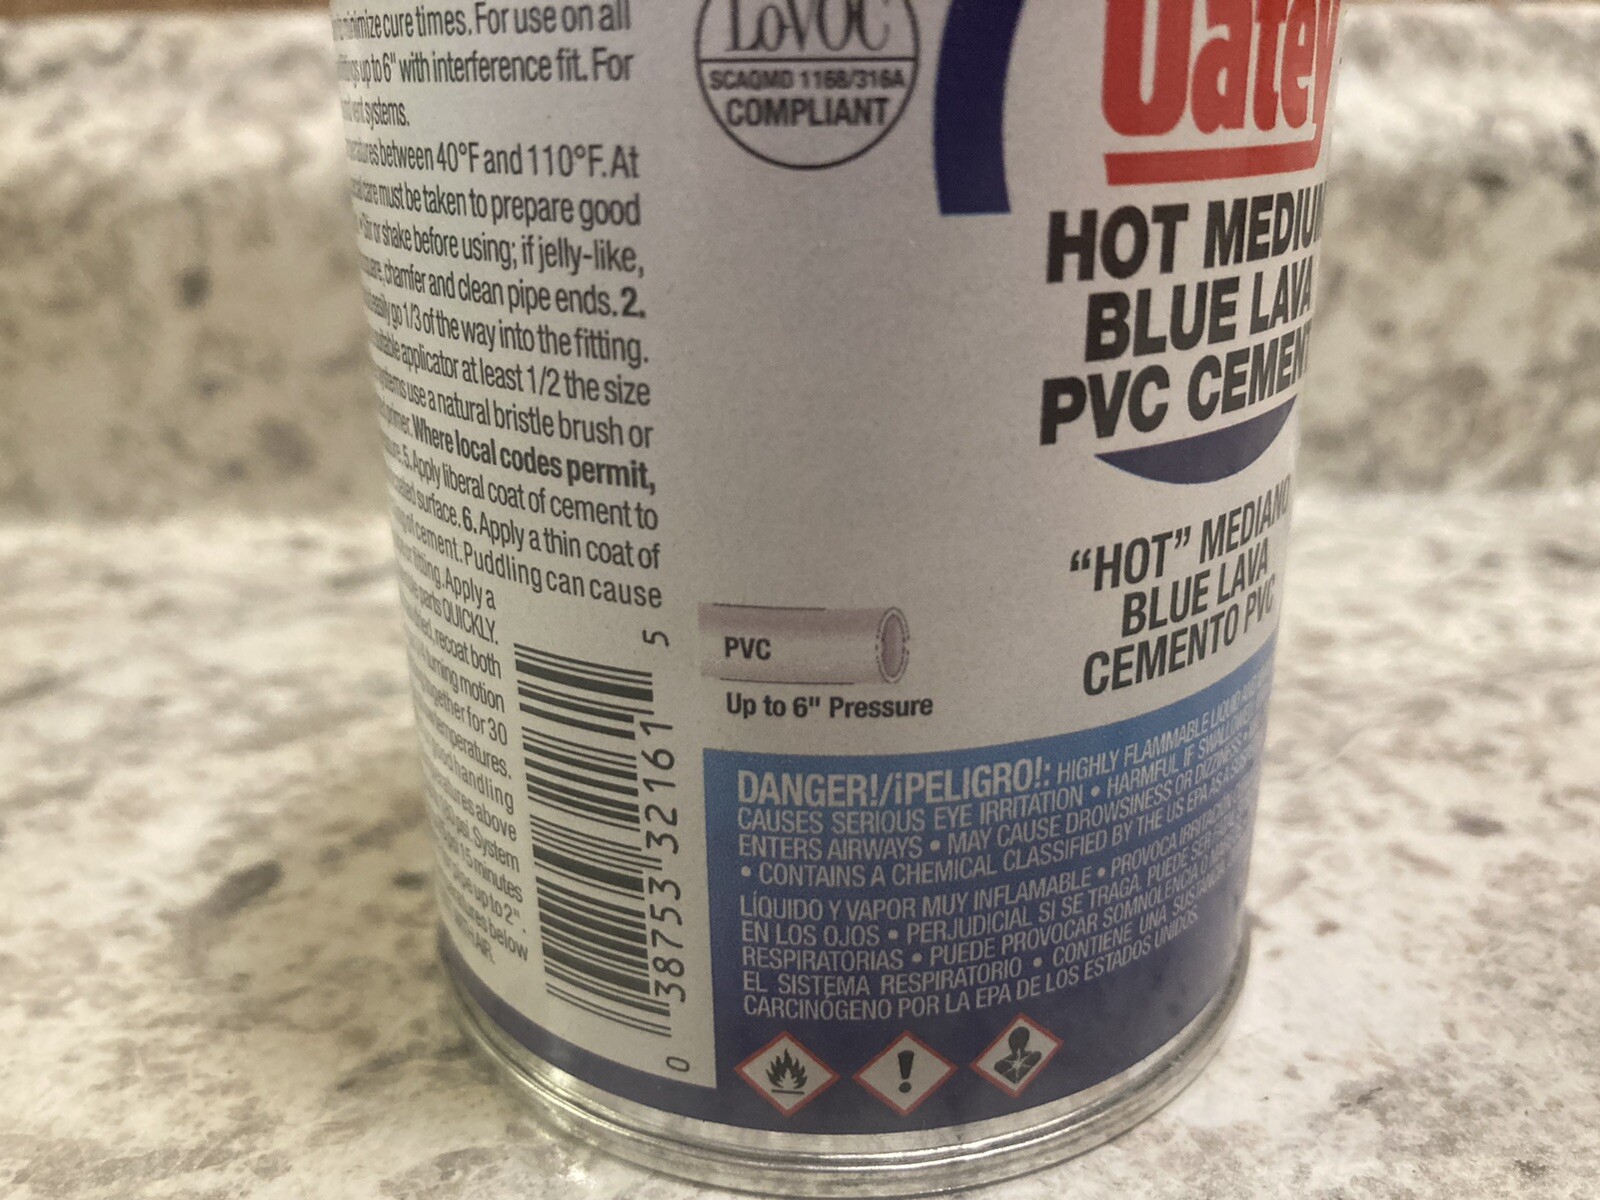 minimize cure times. For use on all
up to 6" with interference fit. For
vent systems.
between 40°F and 110°F. At
care must be taken to prepare good
• Stir or shake before using; if jelly-like,
chamfer and clean pipe ends. 2.
easily go 1/3 of the way into the fitting.
applicator at least 1/2 the size
use a natural bristle brush or
primer. Where local codes permit,
5. Apply liberal coat of cement to
surface. 6. Apply a thin coat of
of cement. Puddling can cause
or fitting. Apply a
parts QUICKLY.
recoat both
turning motion
together for 30
temperatures.
good handling
above
psi. System
15 minutes
pipe up to 2".
below
AIR.
0 38753 32161 5
LoVOC
SCAQMD 1168/316A
COMPLIANT
Oatey
HOT MEDIUM
BLUE LAVA
PVC CEMENT
"HOT" MEDIANO
BLUE LAVA
CEMENTO PVC
PVC
Up to 6" Pressure
DANGER!/¡PELIGRO!: HIGHLY FLAMMABLE LIQUID AND
CAUSES SERIOUS EYE IRRITATION • HARMFUL IF SWALLOWED
ENTERS AIRWAYS • MAY CAUSE DROWSINESS OR DIZZINESS •
• CONTAINS A CHEMICAL CLASSIFIED BY THE US EPA AS A
LÍQUIDO Y VAPOR MUY INFLAMABLE • PROVOCA IRRITACIÓN
EN LOS OJOS • PERJUDICIAL SI SE TRAGA, PUEDE SER
RESPIRATORIAS • PUEDE PROVOCAR SOMNOLENCIA O
EL SISTEMA RESPIRATORIO • CONTIENE UNA
CARCINÓGENO POR LA EPA DE LOS ESTADOS UNIDOS.